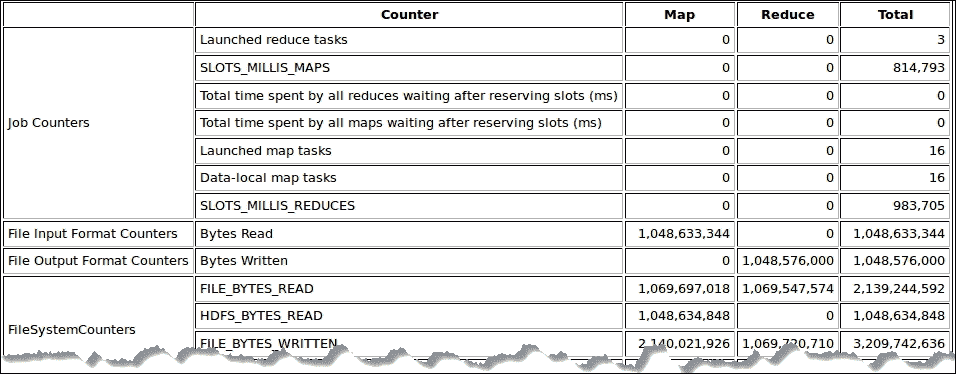 Counter Map Reduce Total
Job Counters
Launched reduce tasks 0 0 3
SLOTS_MILLIS_MAPS 0 0 814,793
Total time spent by all reduces waiting after reserving slots (ms) 0 0 0
Total time spent by all maps waiting after reserving slots (ms) 0 0 0
Launched map tasks 0 0 16
Data-local map tasks 0 0 16
SLOTS_MILLIS_REDUCES 0 0 983,705
File Input Format Counters Bytes Read 1,048,633,344 0 1,048,633,344
File Output Format Counters Bytes Written 0 1,048,576,000 1,048,576,000
FileSystemCounters
FILE_BYTES_READ 1,069,697,018 1,069,547,574 2,139,244,592
HDFS_BYTES_READ 1,048,634,848 0 1,048,634,848
FILE_BYTES_WRITTEN 2,140,021,926 1,069,720,710 3,209,742,636